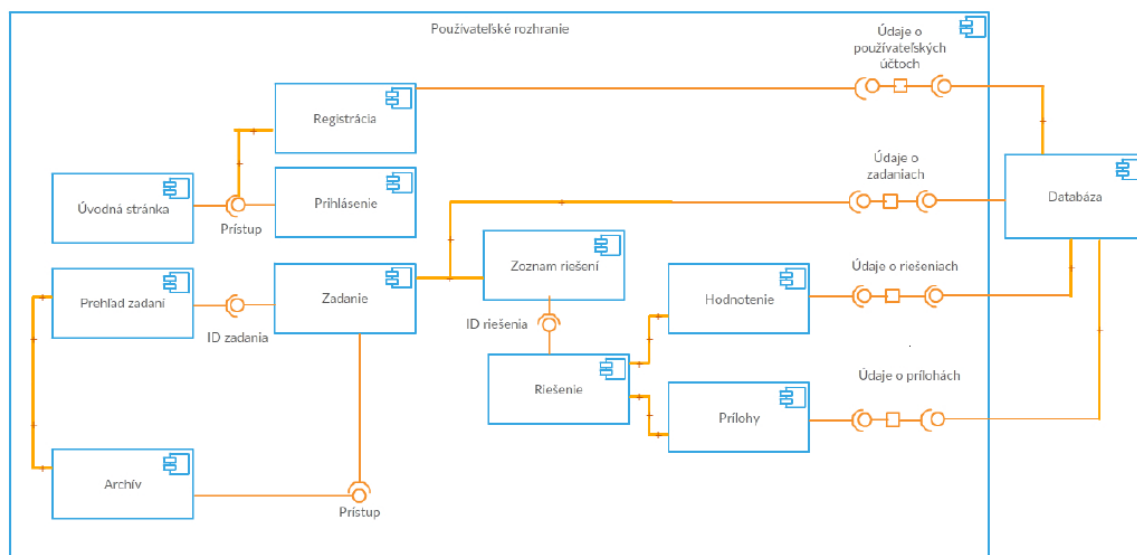 Používateľské rozhranie
Údaje o
používateľských
účtoch
Registrácia
Údaje o
zadaniach
Úvodná stránka
Prístup
Prihlásenie
Databáza
Zoznam riešení
Prehľad zadaní
ID zadania
Zadanie
ID riešenia
Hodnotenie
Údaje o riešeniach
Riešenie
Prílohy
Údaje o prílohách
Archív
Prístup